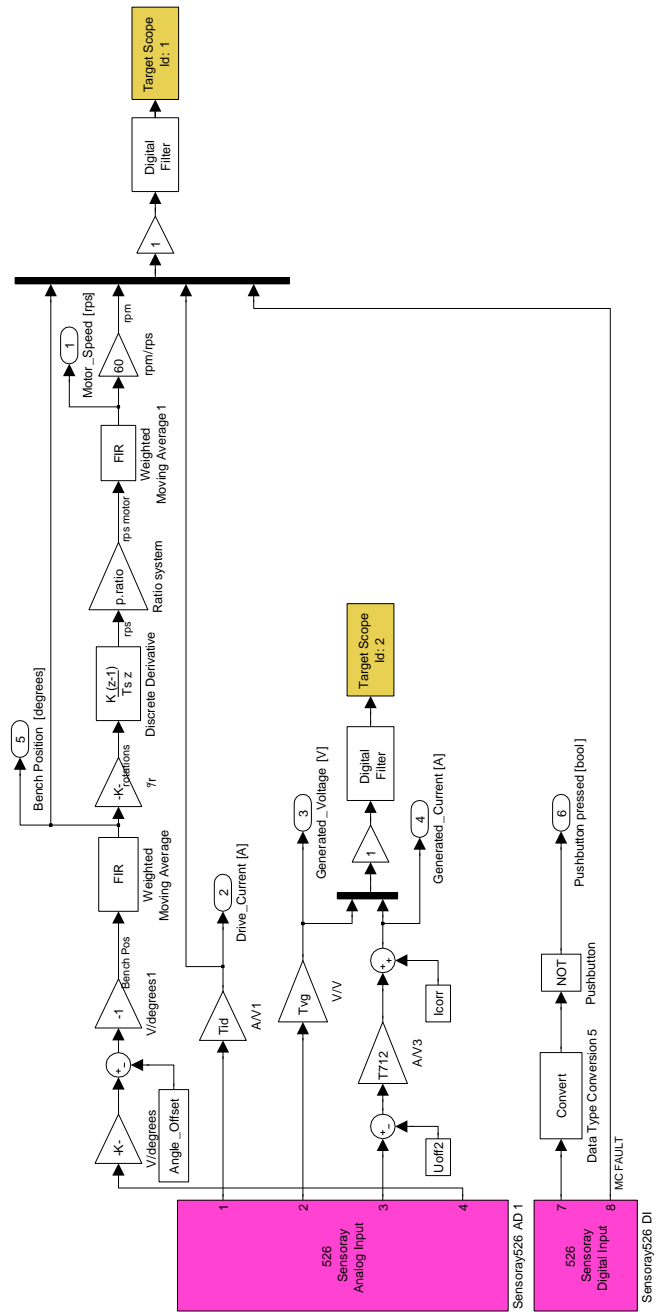 526
Sensoray
Analog Input
1
2
3
4
Sensoray526 AD 1
526
Sensoray
Digital Input
7
8
Sensoray526 DI
MC FAULT
-K-
V/degrees
Angle_Offset
+
-
-1
V/degrees1
Bench Pos
FIR
Weighted
Moving Average
5
Bench Position [degrees]
-K-
rotations
°/r
K (z-1)
Ts z
Discrete Derivative
rps
p.ratio
Ratio system
rps motor
FIR
Weighted
Moving Average 1
1
Motor_Speed [rps]
60
rpm/rps
rpm
1
Digital
Filter
Target Scope
Id: 1
Tid
A/V1
2
Drive_Current [A]
Tvg
V/V
3
Generated_Voltage [V]
Uoff2
+
-
T712
A/V3
Icorr
+
+
4
Generated_Current [A]
1
Digital
Filter
Target Scope
Id: 2
Convert
Data Type Conversion 5
NOT
Pushbutton
6
Pushbutton pressed [bool]